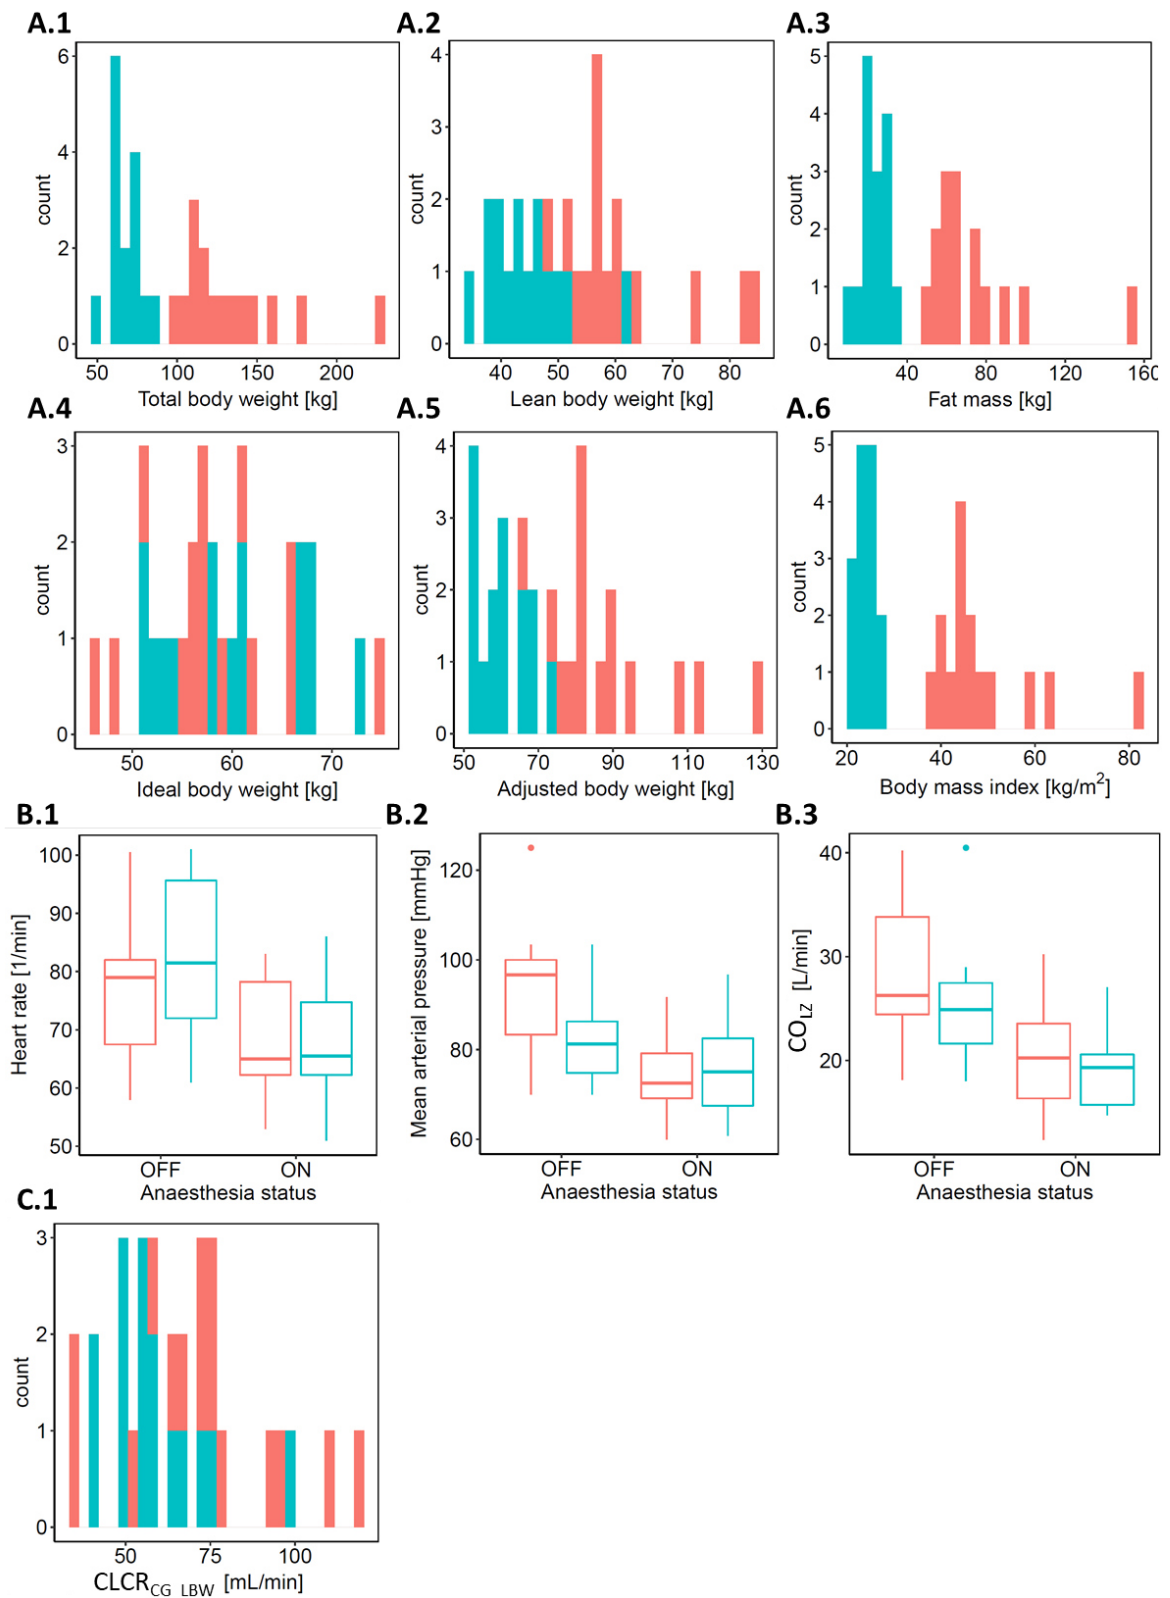 A.1
A.2
A.3
6
4
2
0
count
50
100
150
200
Total body weight [kg]
4
3
2
1
0
count
40
50
60
70
80
Lean body weight [kg]
5
4
3
2
1
0
count
40
80
120
160
Fat mass [kg]
A.4
A.5
A.6
3
2
1
0
count
50
60
70
Ideal body weight [kg]
4
3
2
1
0
count
50
70
90
110
130
Adjusted body weight [kg]
5
4
3
2
1
0
count
20
40
60
80
Body mass index [kg/m²]
B.1
B.2
B.3
100
90
80
70
60
50
Heart rate [1/min]
OFF
ON
Anaesthesia status
120
100
80
60
Mean arterial pressure [mmHg]
OFF
ON
Anaesthesia status
40
30
20
CO_LZ [L/min]
OFF
ON
Anaesthesia status
C.1
3
2
1
0
count
50
75
100
CLCR_CG_LBW [mL/min]